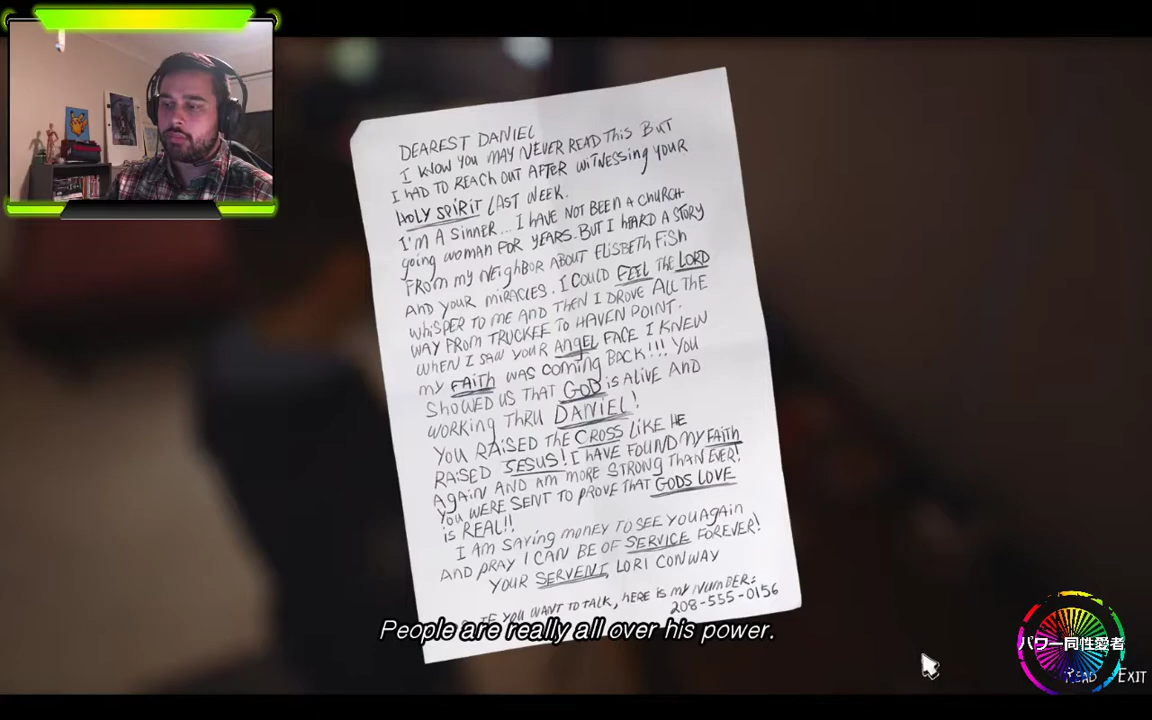 DEAREST DANIEL
I KNOW YOU MAY NEVER READ THIS BUT
I HAD TO REACH OUT AFTER WITNESSING YOUR
HOLY SPIRIT LAST WEEK.
I'M A SINNER... I HAVE NOT BEEN A CHURCH-
going WOMAN FOR YEARS. BUT I HEARD A STORY
FROM MY NEIGHBOR ABOUT ELISBETH FISH
AND YOUR MIRACLES. I COULD FEEL THE LORD
WHISPER TO ME AND THEN I DROVE ALL THE
WAY FROM TRUCKEE TO HAVEN POINT.
WHEN I SAW YOUR ANGEL FACE I KNEW
MY FAITH WAS COMING BACK!!! YOU
SHOWED US THAT GOD IS ALIVE AND
WORKING THRU DANIEL!
YOU RAISED THE CROSS LIKE HE
RAISED JESUS! I HAVE FOUND MY FAITH
AGAIN AND AM MORE STRONG THAN EVER!
YOU WERE SENT TO PROVE THAT GODS LOVE
IS REAL!!
I AM SAVING MONEY TO SEE YOU AGAIN
AND PRAY I CAN BE OF SERVICE FOREVER!
YOUR SERVENT, LORI CONWAY
IF YOU WANT TO TALK, HERE IS MY NUMBER:
208-555-0156
People are really all over his power.
パワー同性愛者
READ EXIT